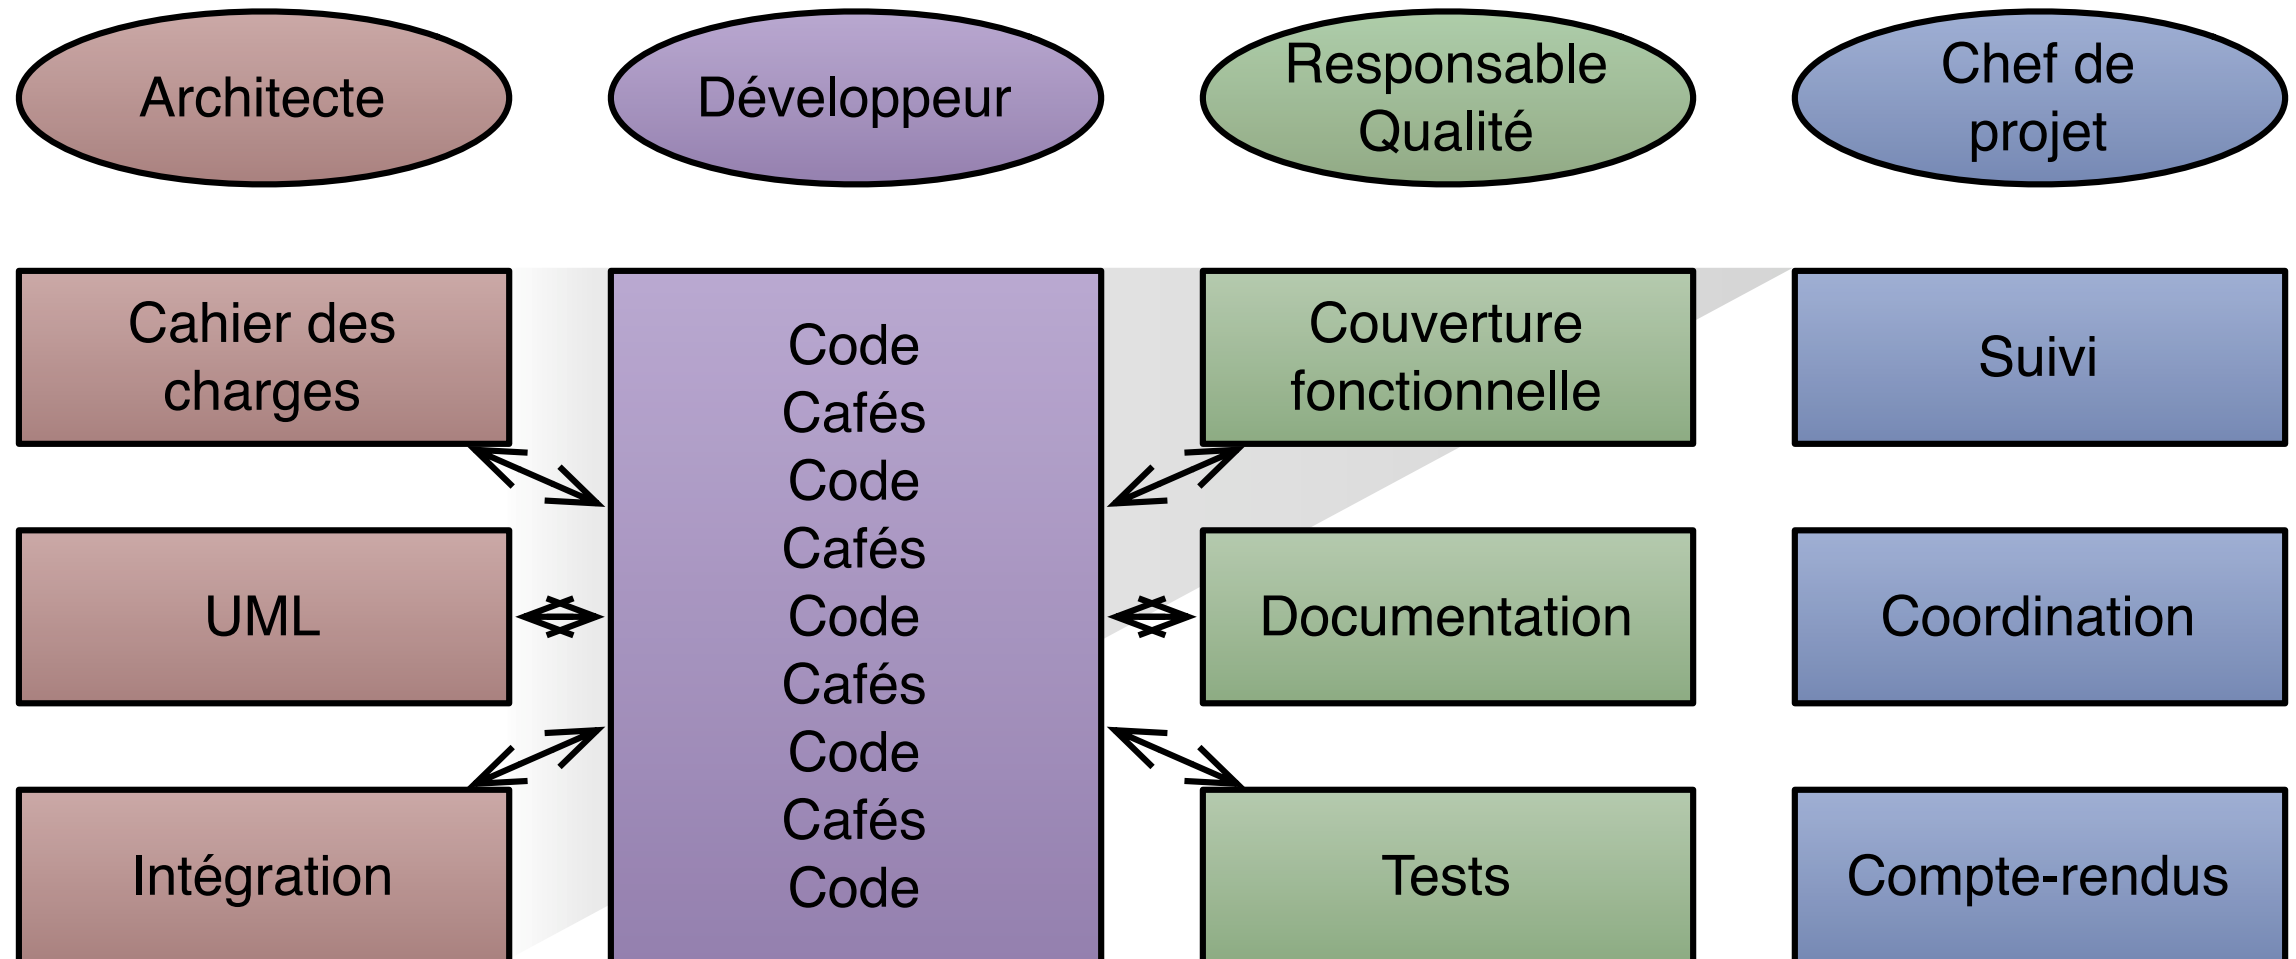 Architecte
Développeur
Responsable
Qualité
Chef de
projet
Cahier des
charges
UML
Intégration
Code
Cafés
Code
Cafés
Code
Cafés
Code
Cafés
Code
Couverture
fonctionnelle
Documentation
Tests
Suivi
Coordination
Compte-rendus